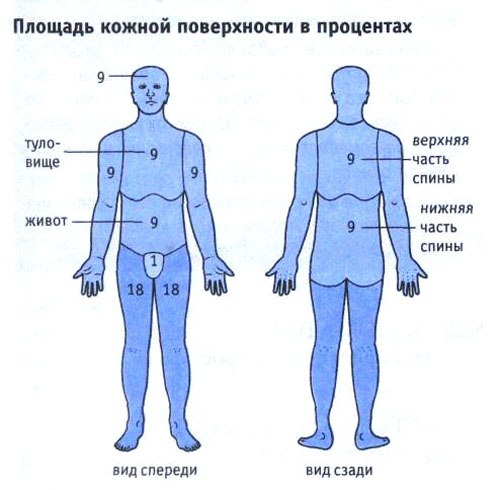 Площадь кожной поверхности в процентах
9
туло-
вище
9
9
9
живот
9
1
18
18
вид спереди
верхняя
часть
спины
9
нижняя
часть
спины
9
вид сзади